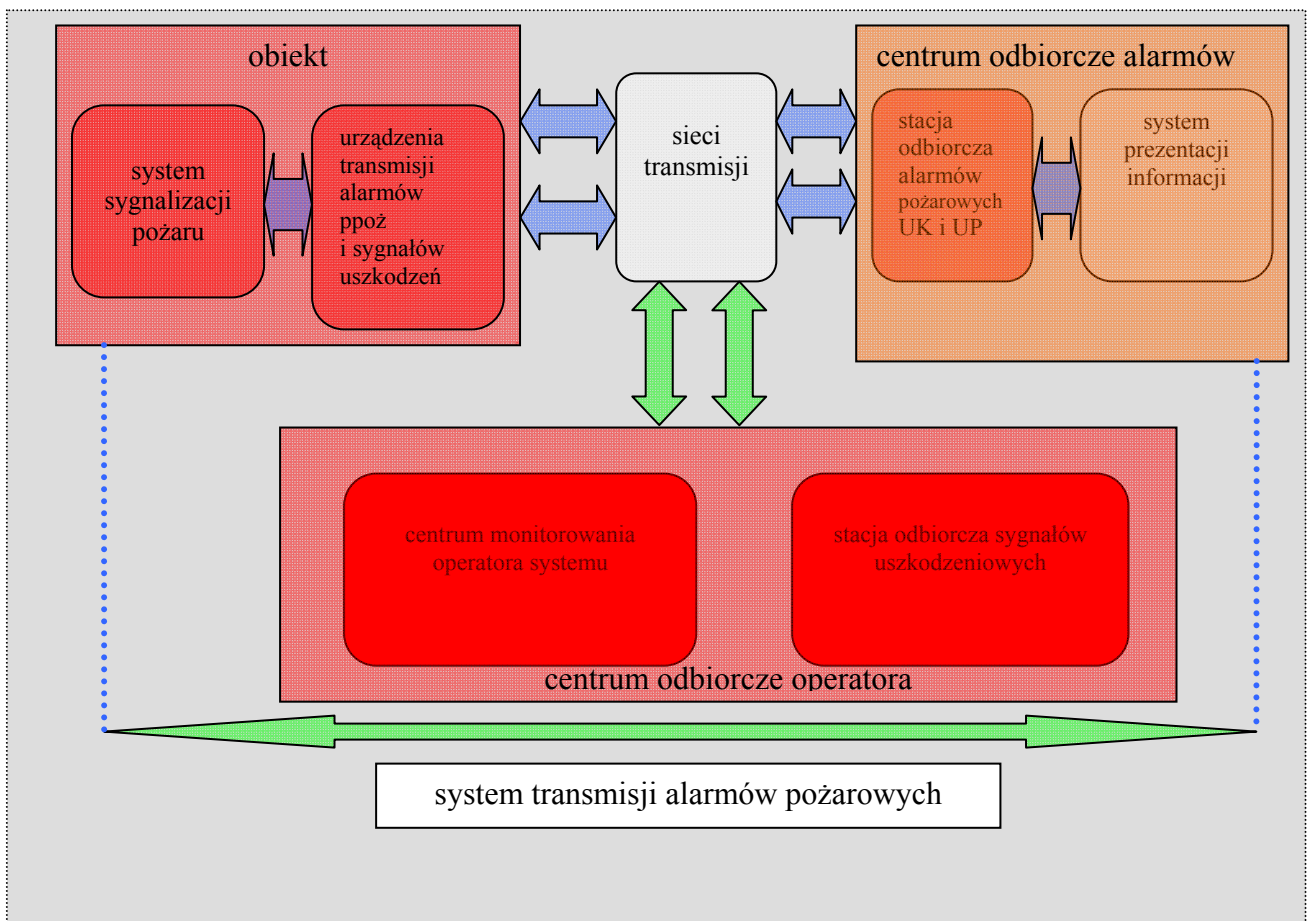 obiekt
system
sygnalizacji
pożaru
urządzenia
transmisji
alarmów
ppoż
i sygnałów
uszkodzeń
sieci
transmisji
centrum odbiorcze alarmów
stacja
odbiorcza
alarmów
pożarowych
UK i UP
system
prezentacji
informacji
centrum monitorowania
operatora systemu
stacja odbiorcza sygnałów
uszkodzeniowych
centrum odbiorcze operatora
system transmisji alarmów pożarowych